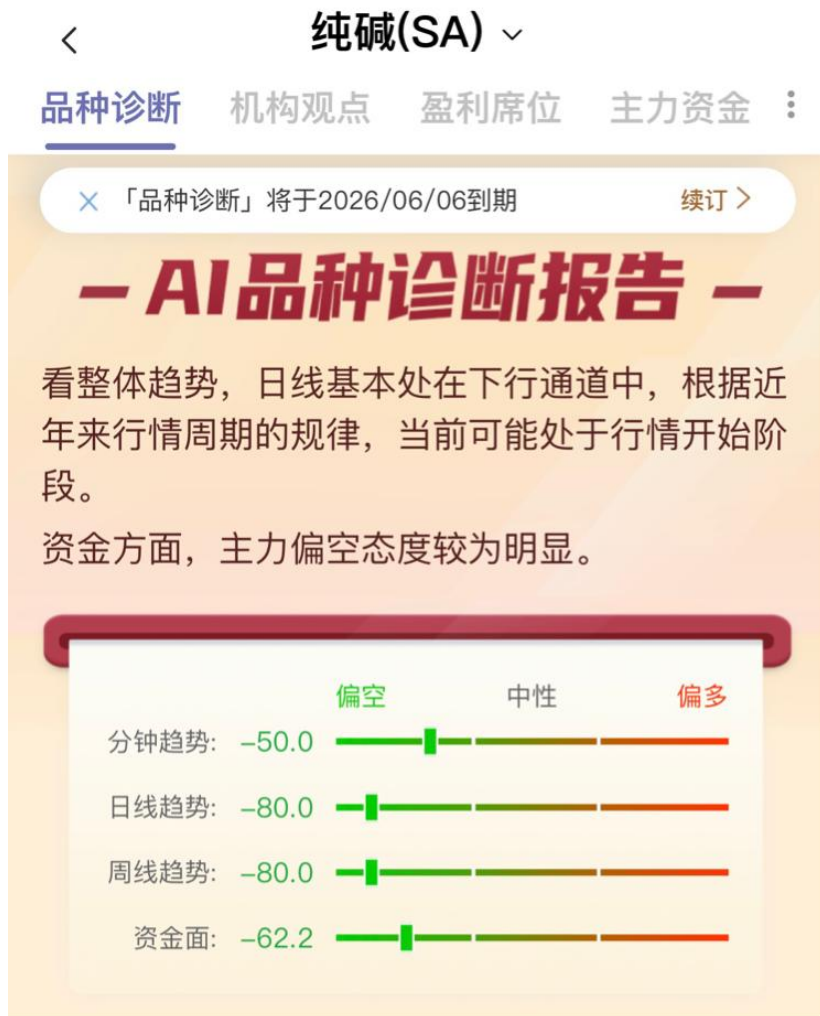 纯碱(SA)
品种诊断 机构观点 盈利席位 主力资金
「品种诊断」将于2026/06/06到期 续订
AI品种诊断报告
看整体趋势，日线基本处在下行通道中，根据近
年来行情周期的规律，当前可能处于行情开始阶
段。
资金方面，主力偏空态度较为明显。
偏空 中性 偏多
分钟趋势: -50.0
日线趋势: -80.0
周线趋势: -80.0
资金面: -62.2